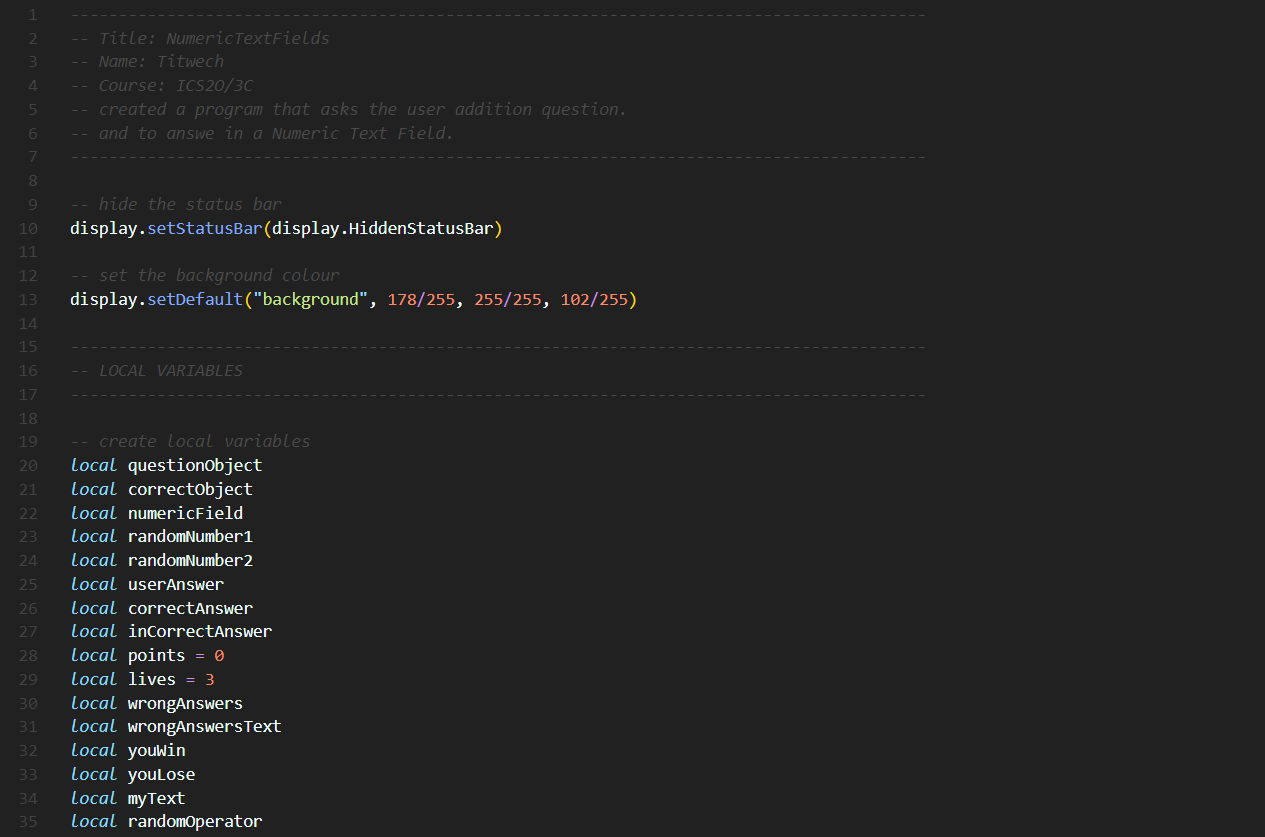 1 -----------------------------------------------------------------------------------------
2 -- Title: NumericTextFields
3 -- Name: Titwech
4 -- Course: ICS2O/3C
5 -- created a program that asks the user addition question.
6 -- and to answe in a Numeric Text Field.
7 -----------------------------------------------------------------------------------------
8
9 -- hide the status bar
10 display.setStatusBar(display.HiddenStatusBar)
11
12 -- set the background colour
13 display.setDefault("background", 178/255, 255/255, 102/255)
14
15 -----------------------------------------------------------------------------------------
16 -- LOCAL VARIABLES
17 -----------------------------------------------------------------------------------------
18
19 -- create local variables
20 local questionObject
21 local correctObject
22 local numericField
23 local randomNumber1
24 local randomNumber2
25 local userAnswer
26 local correctAnswer
27 local inCorrectAnswer
28 local points = 0
29 local lives = 3
30 local wrongAnswers
31 local wrongAnswersText
32 local youWin
33 local youLose
34 local myText
35 local randomOperator